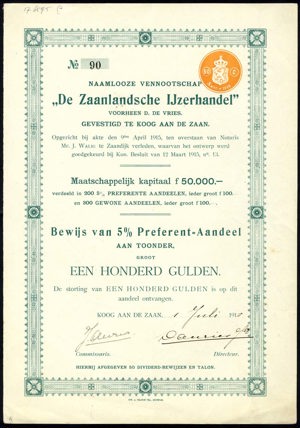 № 90
NAAMLOOZE VENNOOTSCHAP
„De Zaanlandsche IJzerhandel”
VOORHEEN D. DE VRIES.
GEVESTIGD TE KOOG AAN DE ZAAN.
Opgericht bij akte den 9den April 1915, ten overstaan van Notaris
Mr. J. te Zaandijk verleden, waarvan het ontwerp werd
goedgekeurd bij Kon. Besluit van 12 Maart 1915, n°. 13.
Maatschappelijk kapitaal f 50.000.—
verdeeld in 200 5% PREFERENTE AANDEELEN, ieder groot f 100.—
en 300 GEWONE AANDEELEN, ieder groot f 100.—.
Bewijs van 5% Preferent-Aandeel
AAN TOONDER,
GROOT
EEN HONDERD GULDEN.
De storting van EEN HONDERD GULDEN is op dit
aandeel ontvangen.
KOOG AAN DE ZAAN, 1 Juli 19
Commissaris. Directeur.
HIERBIJ AFGEGEVEN 50 DIVIDEND-BEWIJZEN EN TALON.